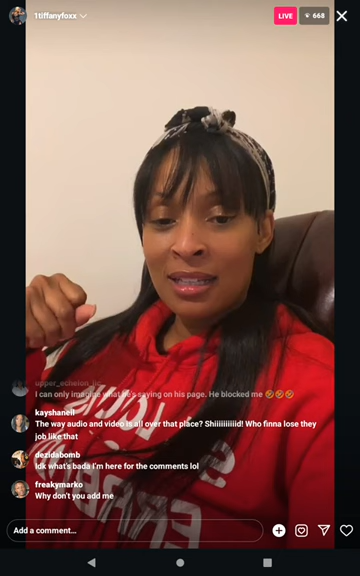 1tiffanyfoxx
LIVE
668
upper_echelon_llc
I can only imagine what he's saying on his page. He blocked me 🤣🤣🤣
kayshaneil
The way audio and video is all over that place? Shiiiiiiiiiid! Who finna lose they
job like that
dezidabomb
Idk what's bada I'm here for the comments lol
freakymarko
Why don't you add me
Add a comment...